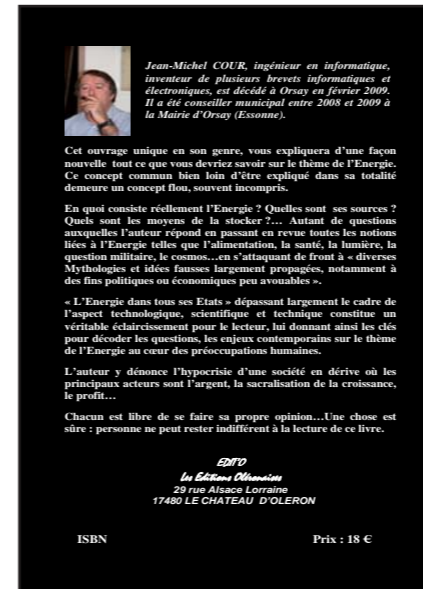 Jean-Michel COUR, ingénieur en informatique,
inventeur de plusieurs brevets informatiques et
électroniques, est décédé à Orsay en février 2009.
Il a été conseiller municipal entre 2008 et 2009 à
la Mairie d'Orsay (Essonne).
Cet ouvrage unique en son genre, vous expliquera d'une façon
nouvelle tout ce que vous devriez savoir sur le thème de l'Energie.
Ce concept commun bien loin d'être expliqué dans sa totalité
demeure un concept flou, souvent incompris.
En quoi consiste réellement l'Energie ? Quelles sont ses sources ?
Quels sont les moyens de la stocker ?… Autant de questions
auxquelles l'auteur répond en passant en revue toutes les notions
liées à l'Energie telles que l'alimentation, la santé, la lumière, la
question militaire, le cosmos…en s'attaquant de front à « diverses
Mythologies et idées fausses largement propagées, notamment à
des fins politiques ou économiques peu avouables ».
« L'Energie dans tous ses Etats » dépassant largement le cadre de
l'aspect technologique, scientifique et technique constitue un
véritable éclaircissement pour le lecteur, lui donnant ainsi les clés
pour décoder les questions, les enjeux contemporains sur le thème
de l'Energie au cœur des préoccupations humaines.
L'auteur y dénonce l'hypocrisie d'une société en dérive où les
principaux acteurs sont l'argent, la sacralisation de la croissance,
le profit…
Chacun est libre de se faire sa propre opinion…Une chose est
sûre : personne ne peut rester indifférent à la lecture de ce livre.
EDIT'O
Les Editions Oléronaises
29 rue Alsace Lorraine
17480 LE CHATEAU D'OLERON
ISBN Prix : 18 €